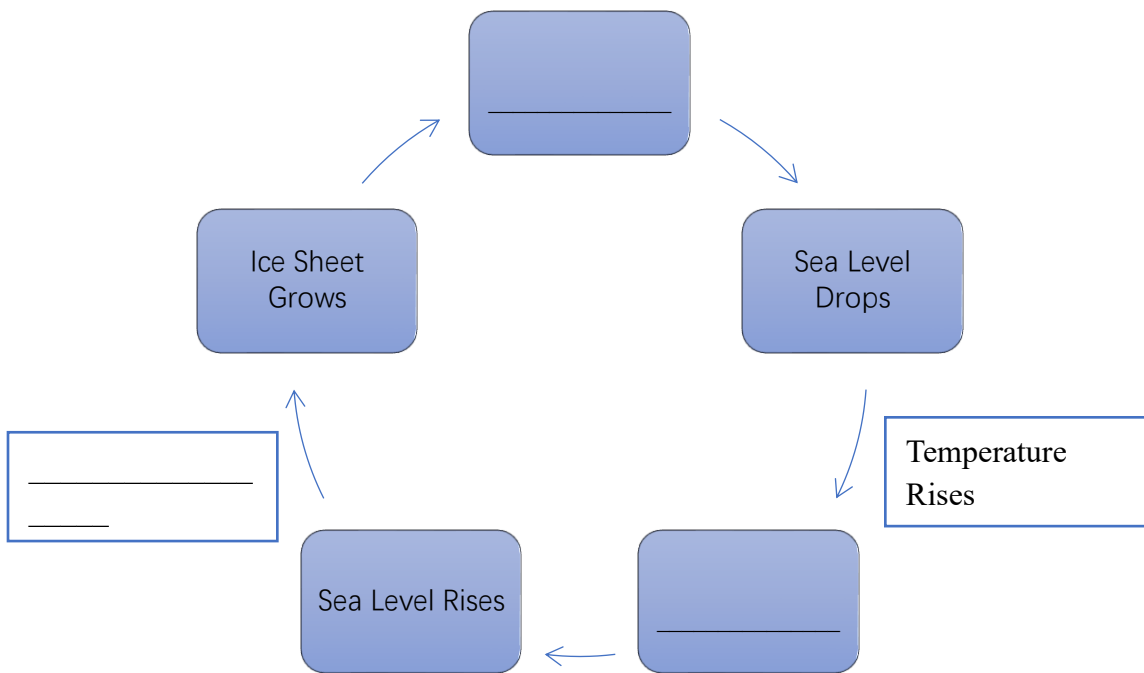 Ice Sheet
Grows
Sea Level
Drops
Temperature
Rises
Sea Level Rises